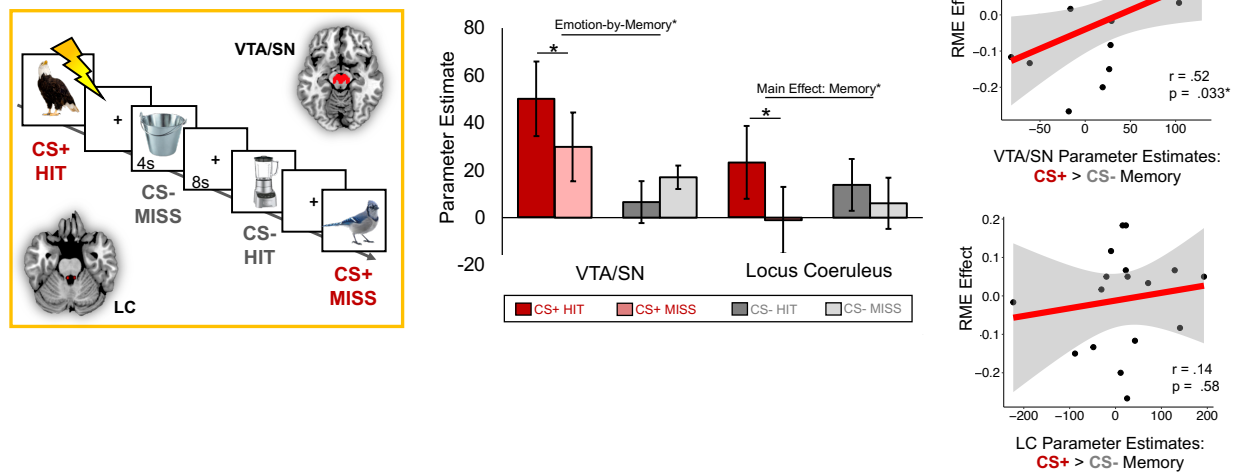 VTA/SN
CS+
HIT
+
4s
CS-
MISS
+
8s
CS-
HIT
+
CS+
MISS
LC
Parameter Estimate
80
60
40
20
0
-20
Emotion-by-Memory*
*
Main Effect: Memory*
*
VTA/SN
Locus Coeruleus
CS+ HIT
CS+ MISS
CS- HIT
CS- MISS
RME Ef
0.0
-0.1
-0.2
r = .52
p = .033*
-50
0
50
100
VTA/SN Parameter Estimates:
CS+ > CS- Memory
RME Effect
0.2
0.1
0.0
-0.1
-0.2
r = .14
p = .58
-200
-100
0
100
200
LC Parameter Estimates:
CS+ > CS- Memory